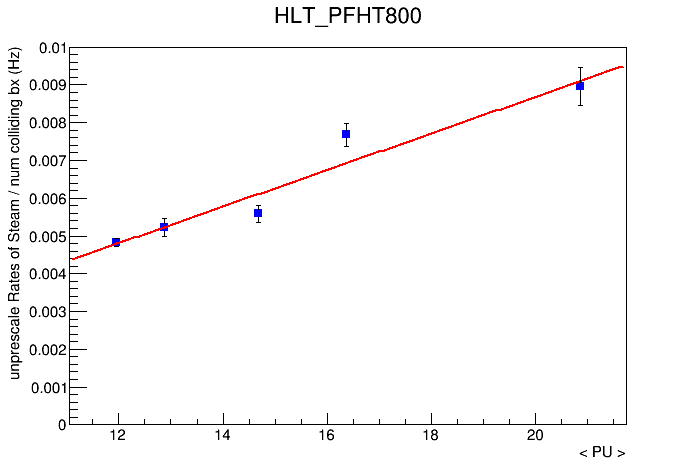 HLT_PFHT800
unprescale Rates of Steam / num colliding bx (Hz)
0.01
0.009
0.008
0.007
0.006
0.005
0.004
0.003
0.002
0.001
0
12 14 16 18 20
< PU >